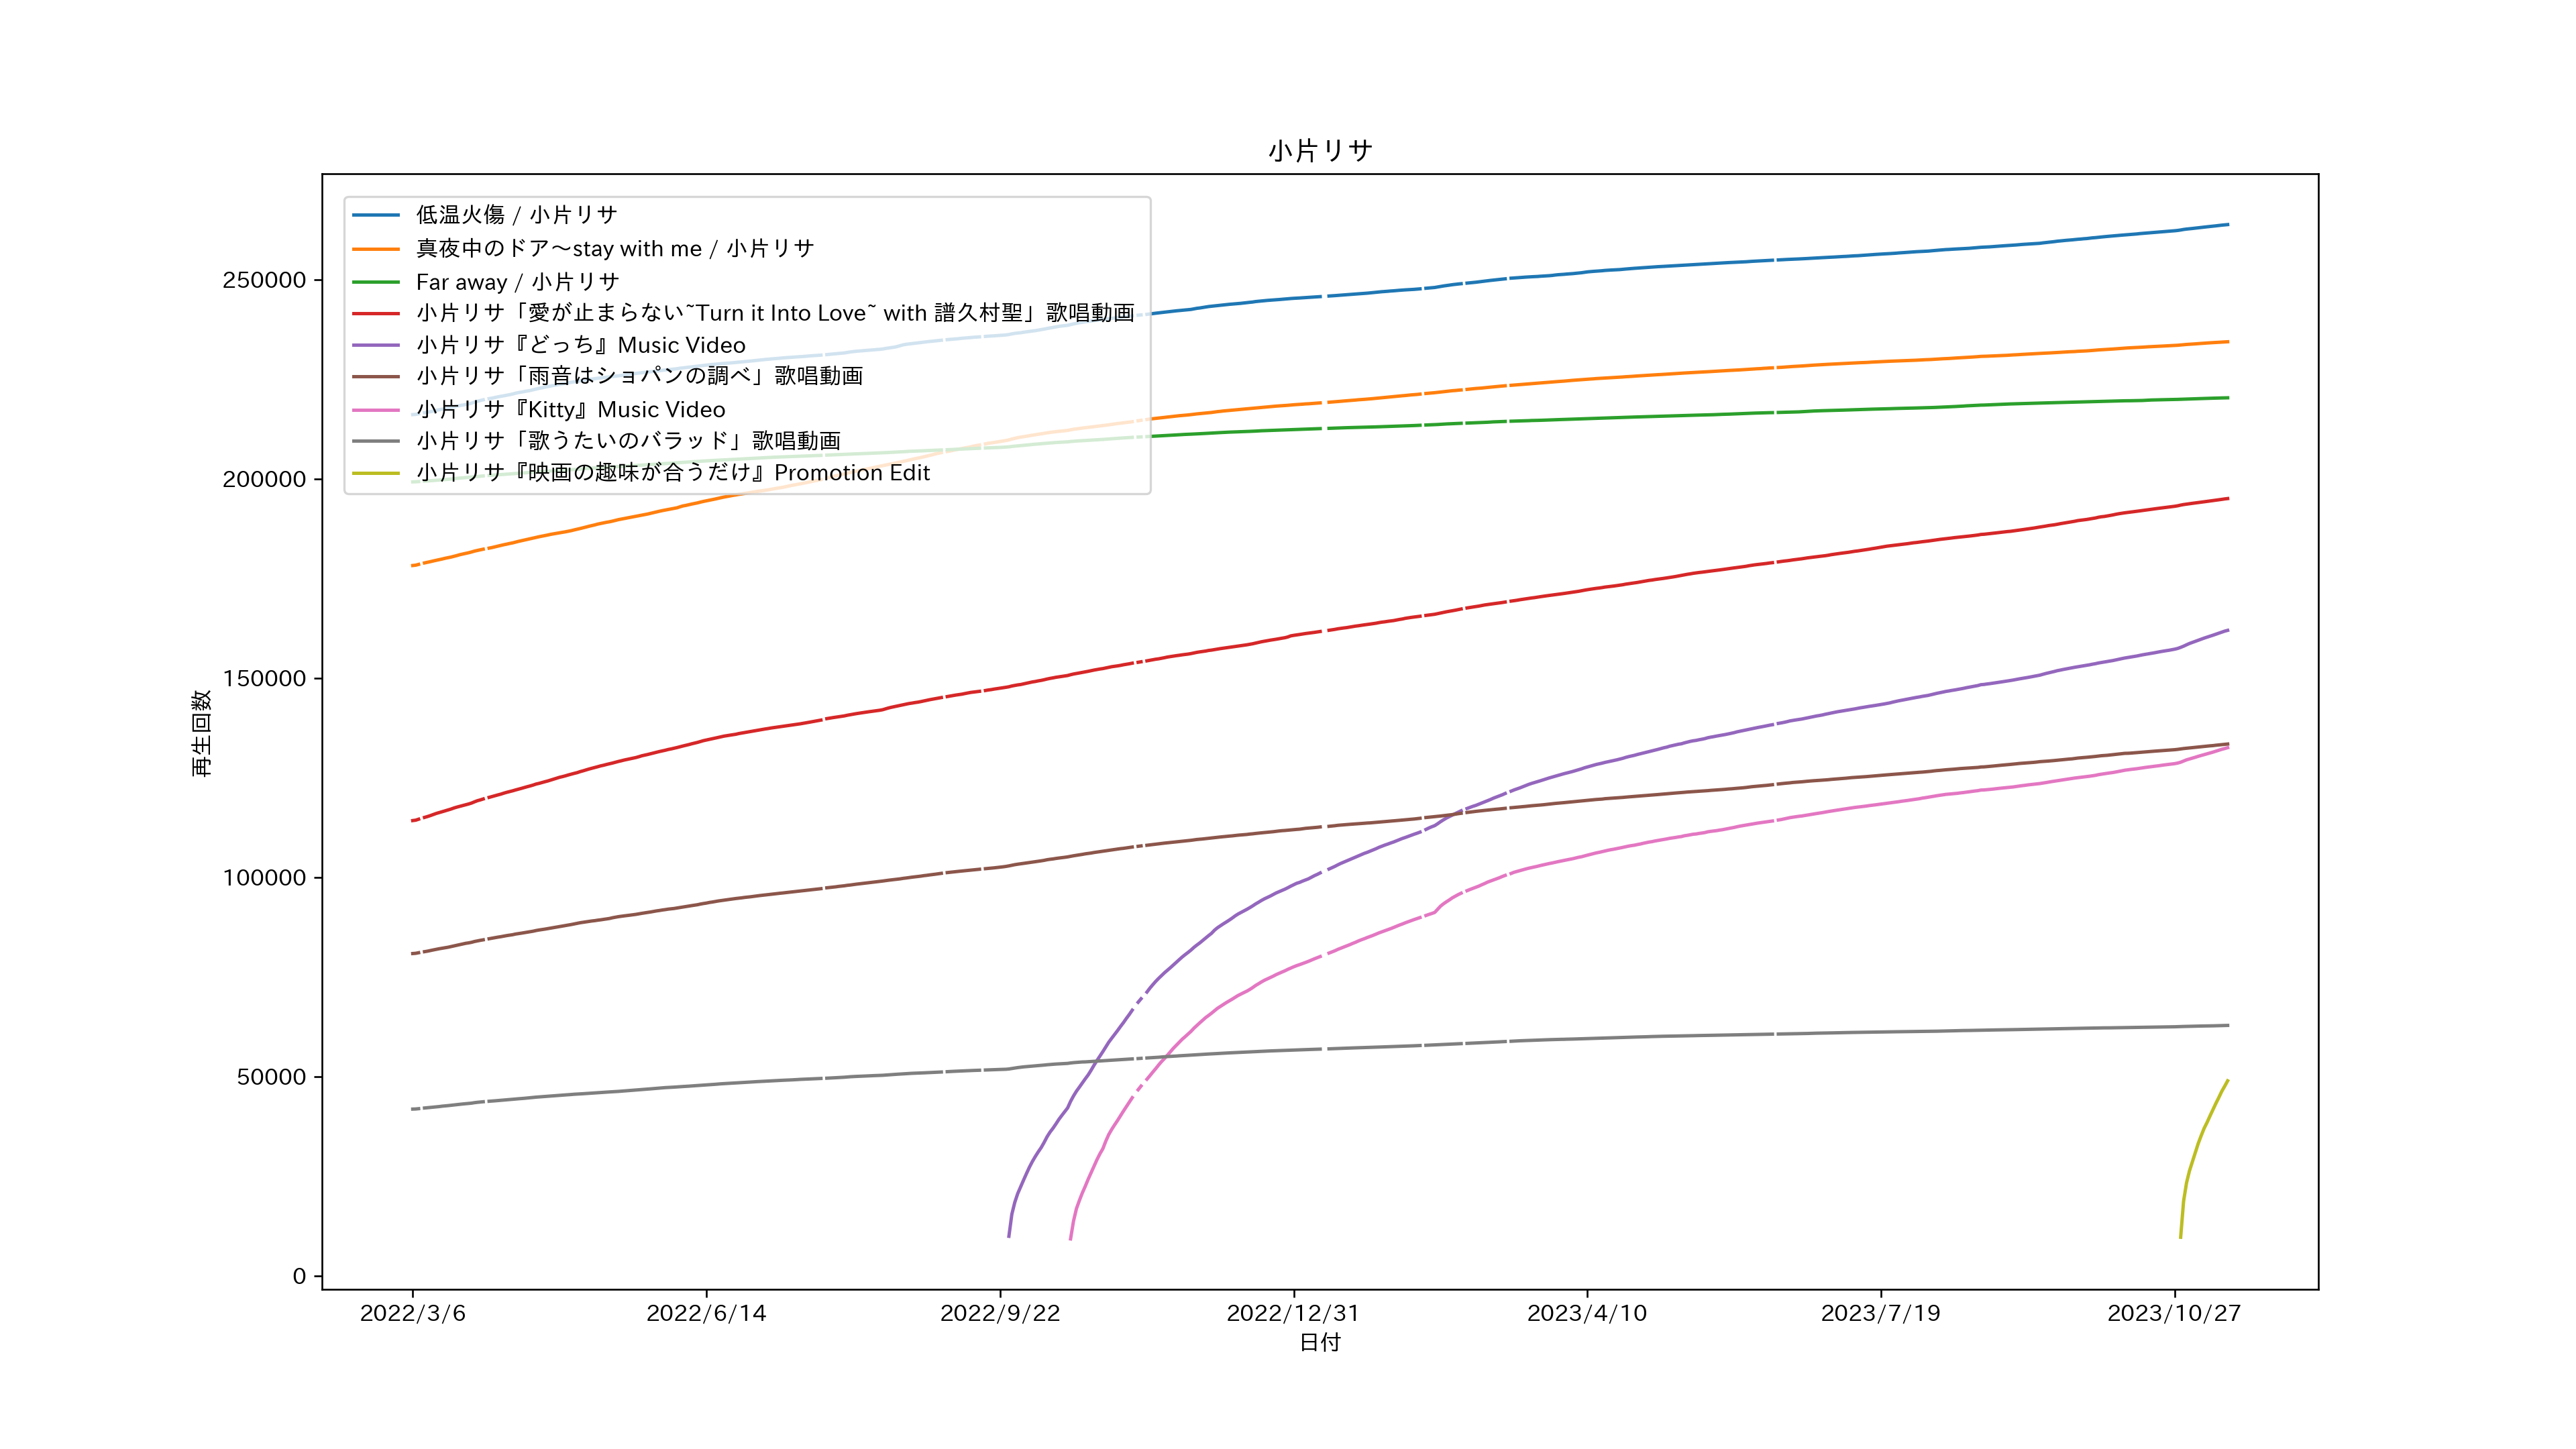 小片リサ
低温火傷 / 小片リサ
真夜中のドア～stay with me / 小片リサ
Far away / 小片リサ
小片リサ「愛が止まらない~Turn it Into Love~ with 譜久村聖」歌唱動画
小片リサ『どっち』Music Video
小片リサ「雨音はショパンの調べ」歌唱動画
小片リサ『Kitty』Music Video
小片リサ「歌うたいのバラッド」歌唱動画
小片リサ『映画の趣味が合うだけ』Promotion Edit
250000
200000
150000
100000
50000
0
再生回数
2022/3/6 2022/6/14 2022/9/22 2022/12/31 2023/4/10 2023/7/19 2023/10/27
日付